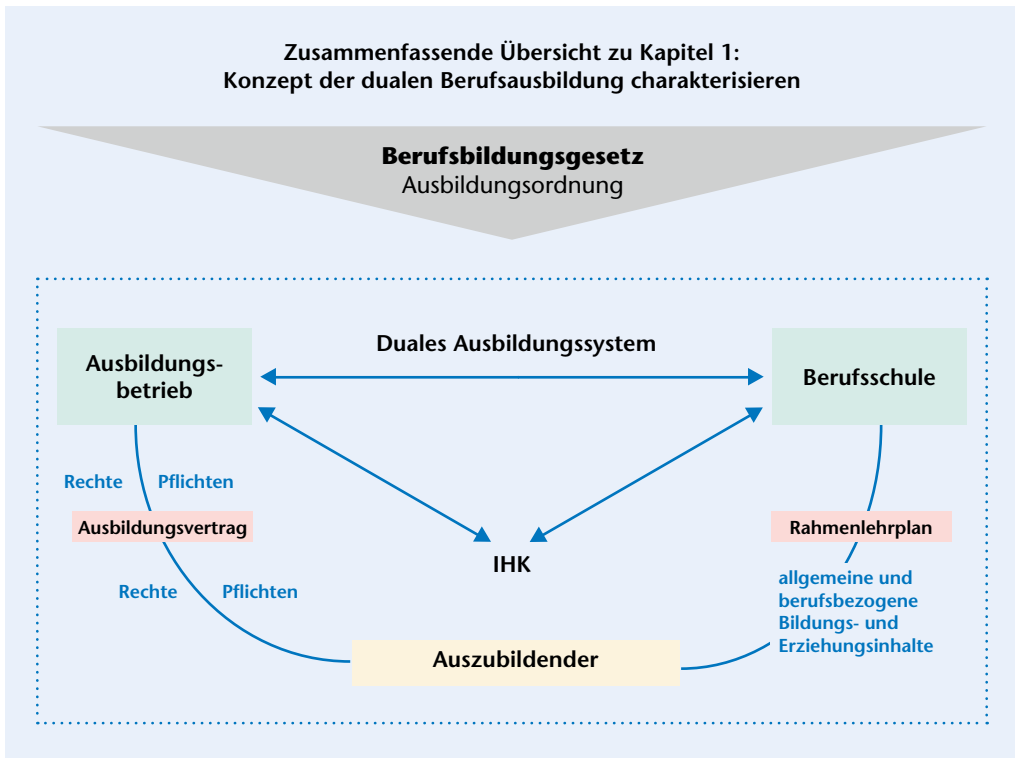 Zusammenfassende Übersicht zu Kapitel 1:
Konzept der dualen Berufsausbildung charakterisieren
Berufsbildungsgesetz
Ausbildungsordnung
Duales Ausbildungssystem
Ausbildungs-
betrieb
Berufsschule
Rechte Pflichten
Ausbildungsvertrag
Rahmenlehrplan
IHK
Rechte Pflichten
allgemeine und
berufsbezogene
Bildungs- und
Erziehungsinhalte
Auszubildender